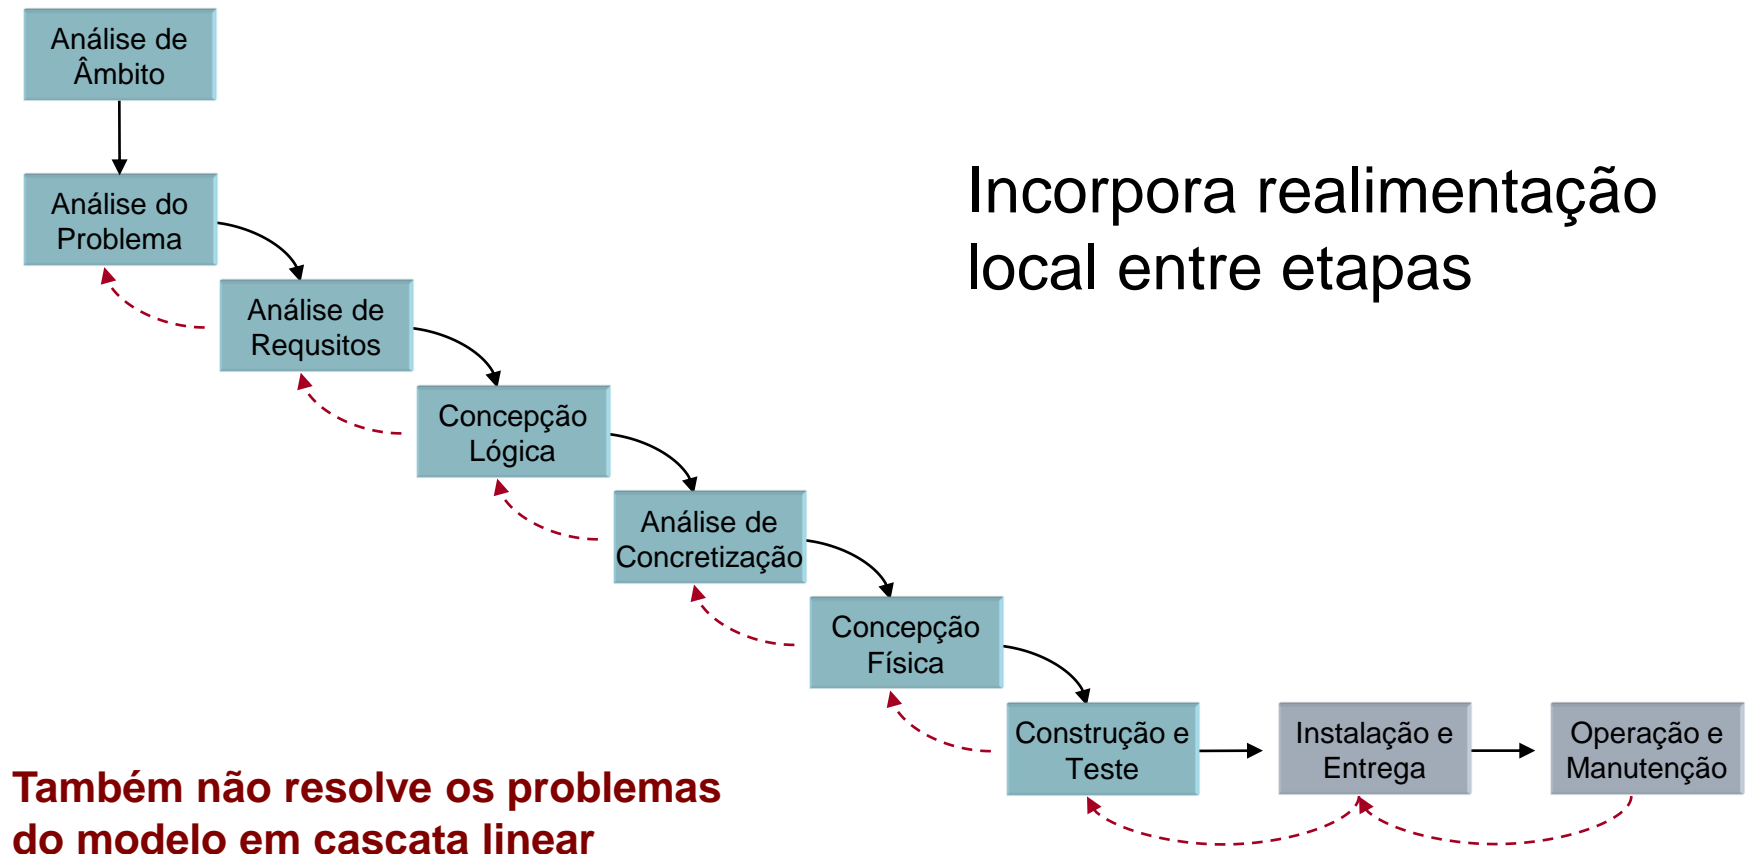 Análise de
Âmbito
Análise do
Problema
Incorpora realimentação
local entre etapas
Análise de
Requsitos
Concepção
Lógica
Análise de
Concretização
Concepção
Física
Construção e
Teste
Instalação e
Entrega
Operação e
Manutenção
Também não resolve os problemas
do modelo em cascata linear